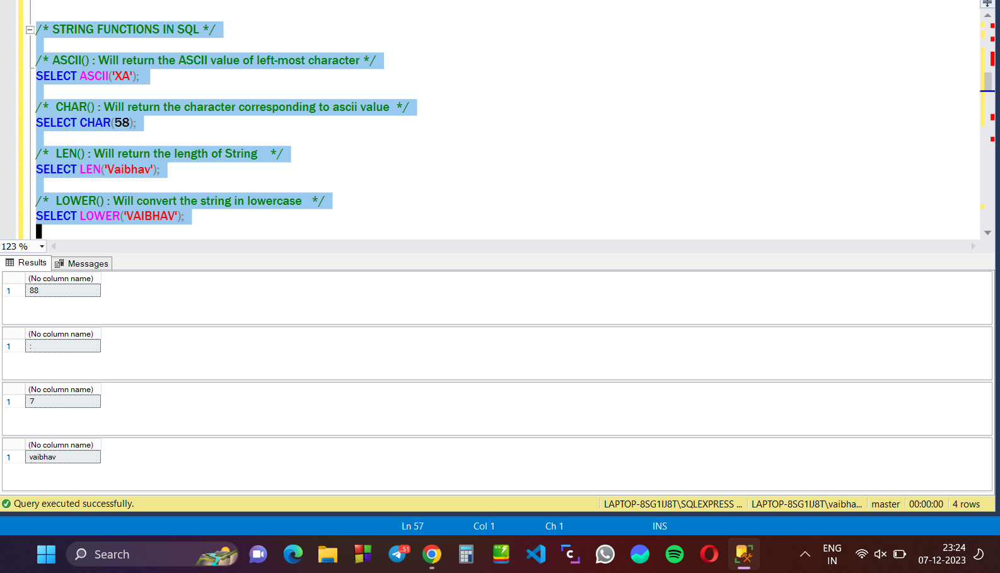 /* STRING FUNCTIONS IN SQL */
/* ASCII() : Will return the ASCII value of left-most character */
SELECT ASCII('XA');
/*  CHAR() : Will return the character corresponding to ascii value  */
SELECT CHAR(58);
/*  LEN() : Will return the length of String    */
SELECT LEN('Vaibhav');
/*  LOWER() : Will convert the string in lowercase   */
SELECT LOWER('VAIBHAV');
123 %
Results Messages
(No column name)
1 88
(No column name)
1 :
(No column name)
1 7
(No column name)
1 vaibhav
Query executed successfully. LAPTOP-8SG1IJ8T\SQLEXPRESS ... LAPTOP-8SG1IJ8T\vaibha... master 00:00:00 4 rows
Ln 57 Col 1 Ch 1 INS
Search ..51 ENG IN 23:24 07-12-2023